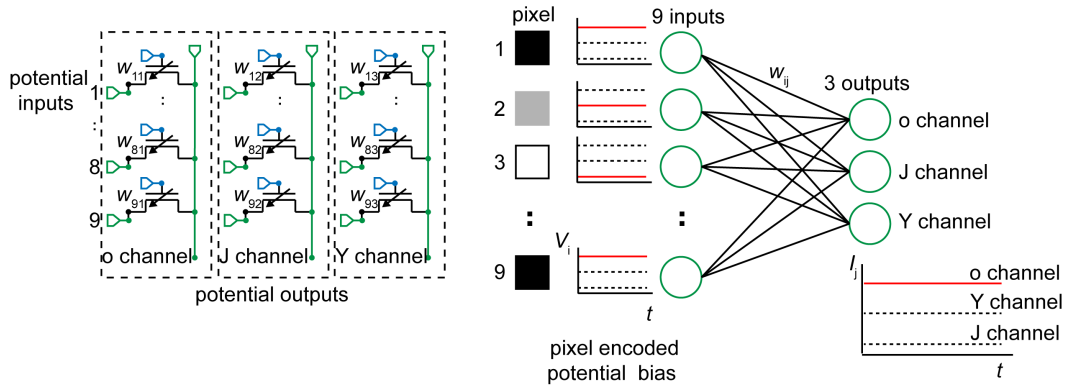 potential
inputs
1
:
8
9
w11
w12
w13
:
:
:
w81
w82
w83
w91
w92
w93
o channel
J channel
Y channel
potential outputs
pixel
9 inputs
1
2
3
:
:
9
Vi
t
pixel encoded
potential bias
wij
3 outputs
o channel
J channel
Y channel
Ij
o channel
Y channel
J channel
t